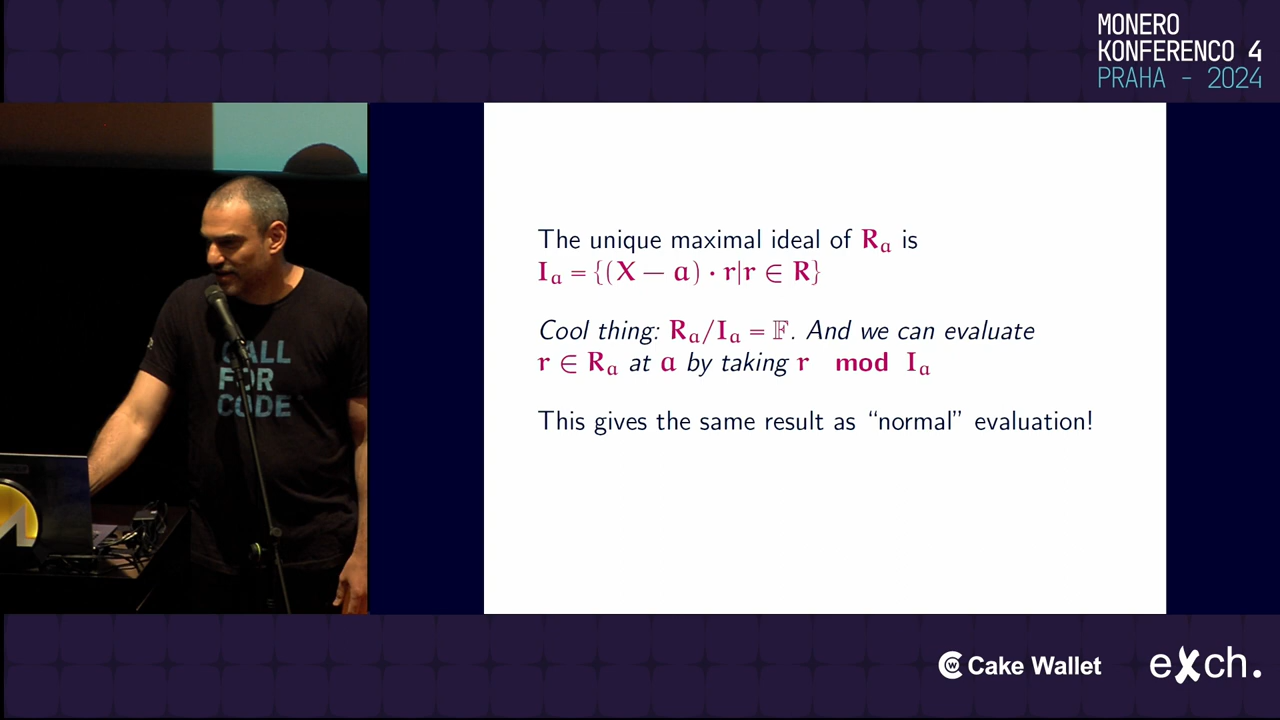 MONERO
KONFERENCO 4
PRAHA - 2024
The unique maximal ideal of Rₐ is
Iₐ = {(X − a) · r|r ∈ R}
Cool thing: Rₐ/Iₐ = 𝔽. And we can evaluate
r ∈ Rₐ at a by taking r mod Iₐ
This gives the same result as “normal” evaluation!
CALL
FOR
CODE
Cake Wallet
exch.